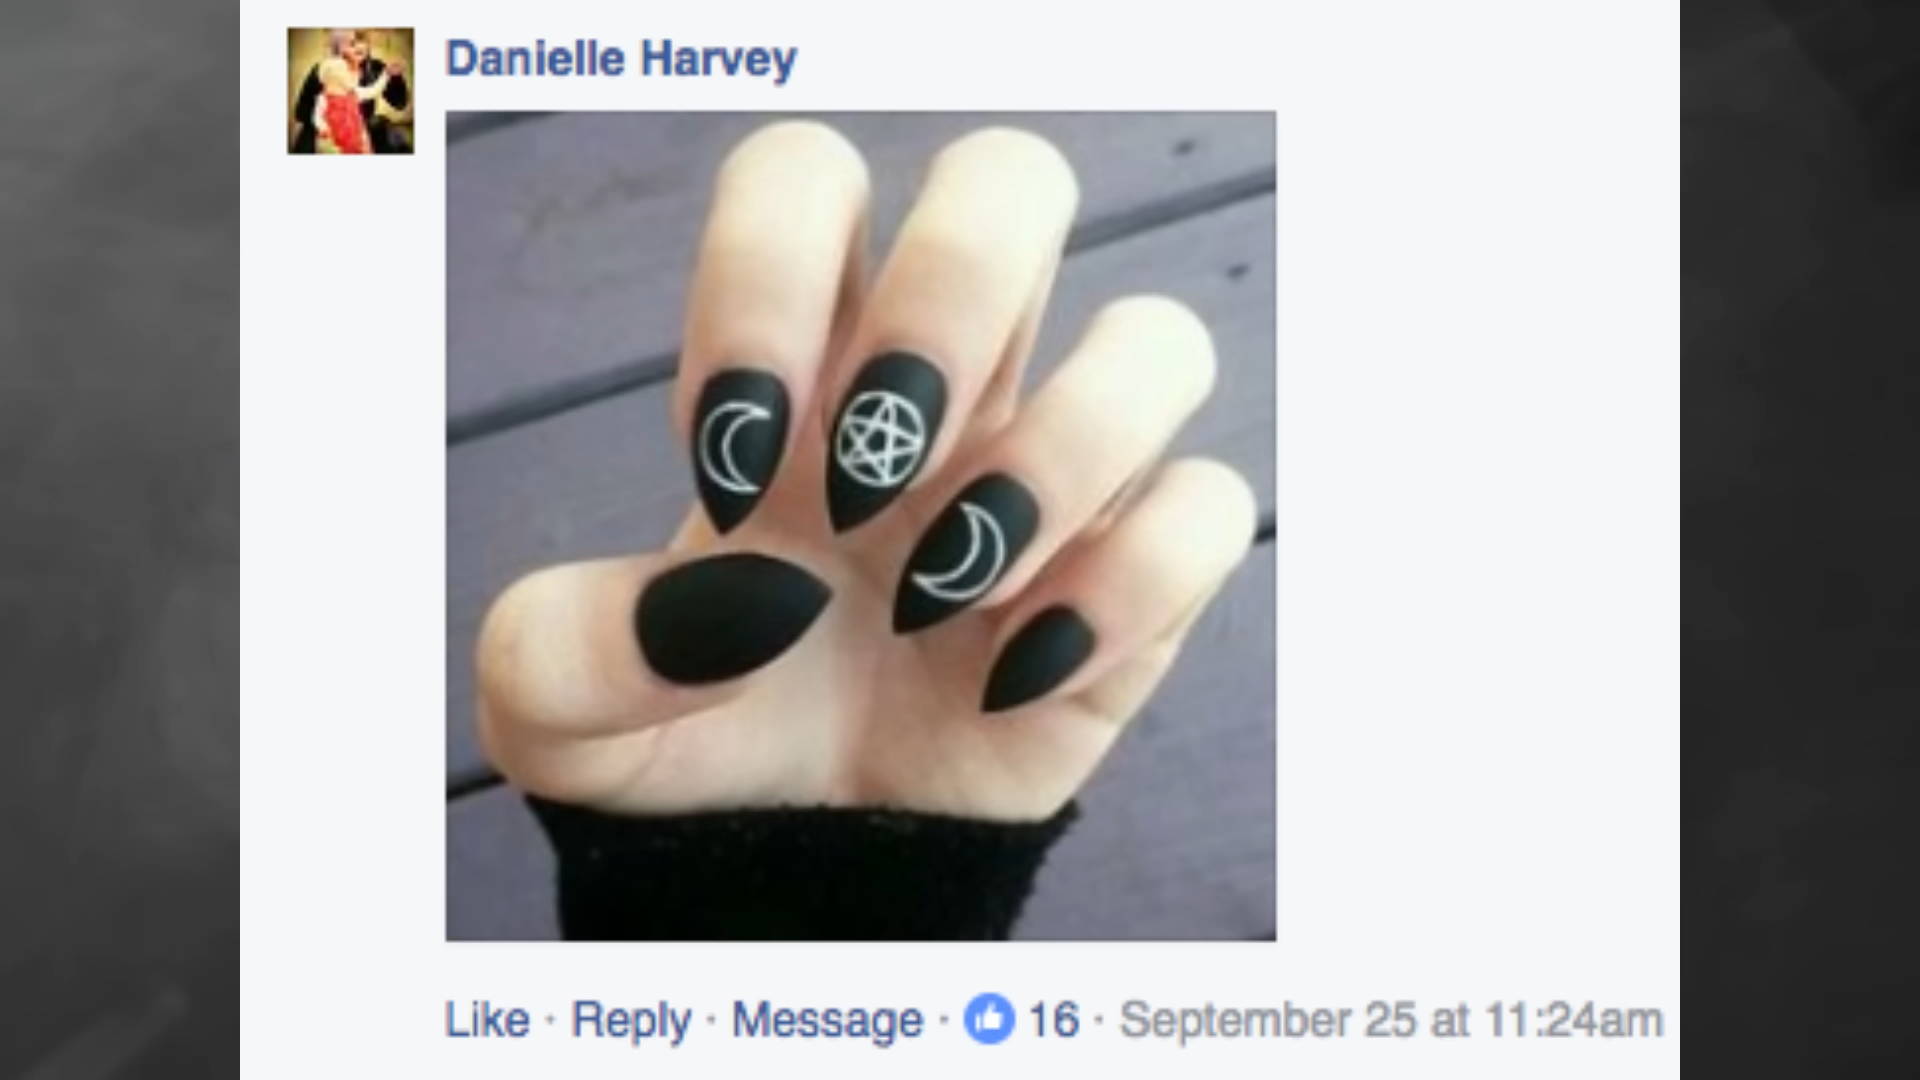 Danielle Harvey
Like · Reply · Message · 16 · September 25 at 11:24am